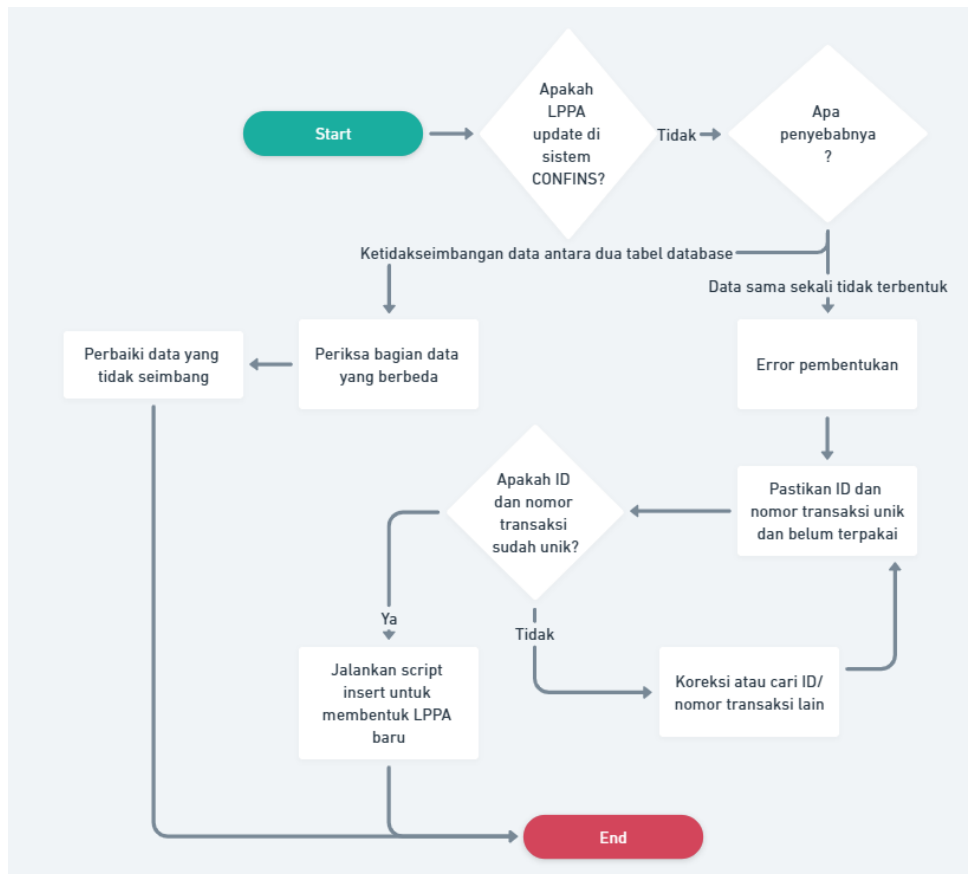 Start
Apakah
LPPA
update di
sistem
CONFINS?
Tidak
Apa
penyebabnya
?
Ketidakseimbangan data antara dua tabel database
Data sama sekali tidak terbentuk
Perbaiki data yang
tidak seimbang
Periksa bagian data
yang berbeda
Error pembentukan
Apakah ID
dan nomor
transaksi
sudah unik?
Pastikan ID dan
nomor transaksi unik
dan belum terpakai
Ya
Tidak
Jalankan script
insert untuk
membentuk LPPA
baru
Koreksi atau cari ID/
nomor transaksi lain
End